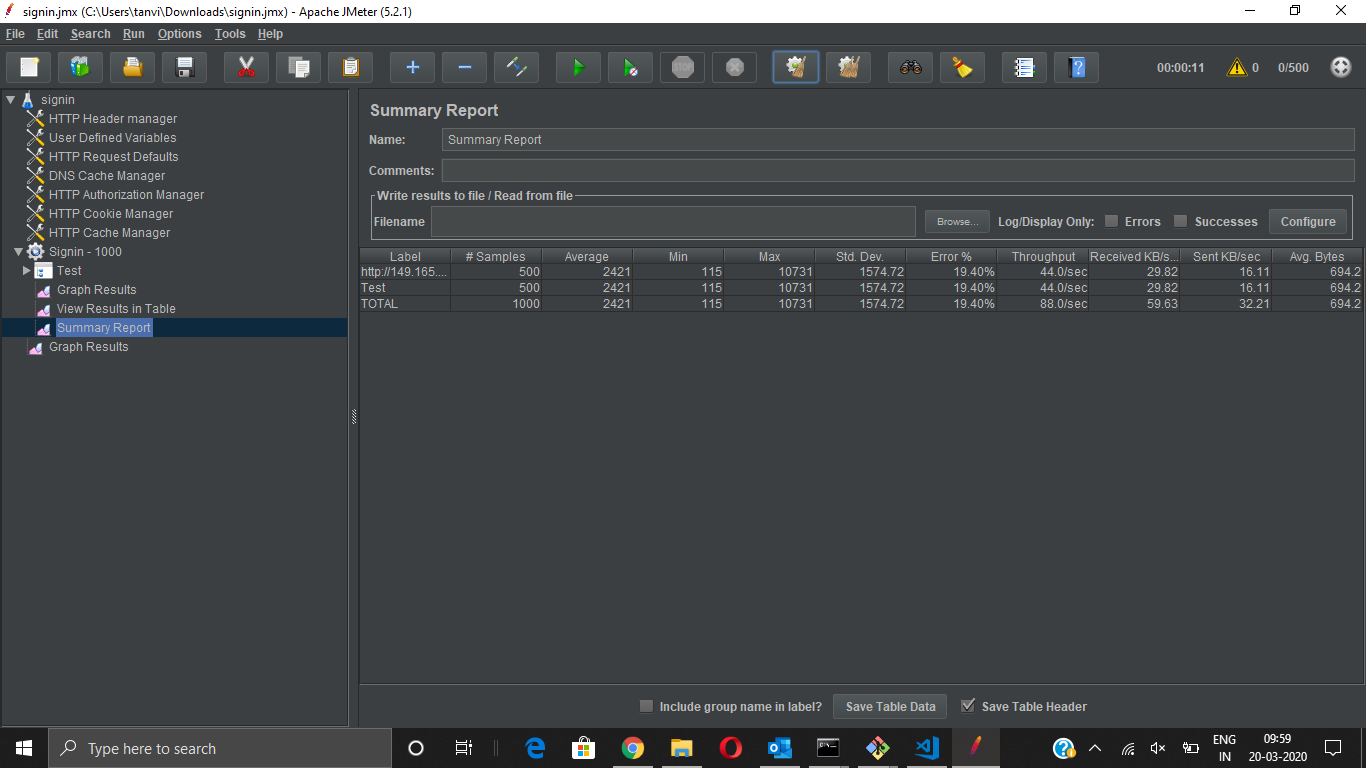 signin.jmx (C:\Users\tanvi\Downloads\signin.jmx) - Apache JMeter (5.2.1)
File Edit Search Run Options Tools Help
STOP 00:00:11 0 0/500
signin
HTTP Header manager
User Defined Variables
HTTP Request Defaults
DNS Cache Manager
HTTP Authorization Manager
HTTP Cookie Manager
HTTP Cache Manager
Signin - 1000
Test
Graph Results
View Results in Table
Summary Report
Graph Results
Summary Report
Name: Summary Report
Comments:
Write results to file / Read from file
Filename Browse... Log/Display Only: Errors Successes Configure
Label # Samples Average Min Max Std. Dev. Error % Throughput Received KB/s... Sent KB/sec Avg. Bytes
http://149.165.... 500 2421 115 10731 1574.72 19.40% 44.0/sec 29.82 16.11 694.2
Test 500 2421 115 10731 1574.72 19.40% 44.0/sec 29.82 16.11 694.2
TOTAL 1000 2421 115 10731 1574.72 19.40% 88.0/sec 59.63 32.21 694.2
Include group name in label? Save Table Data Save Table Header
Type here to search
ENG
IN
09:59
20-03-2020